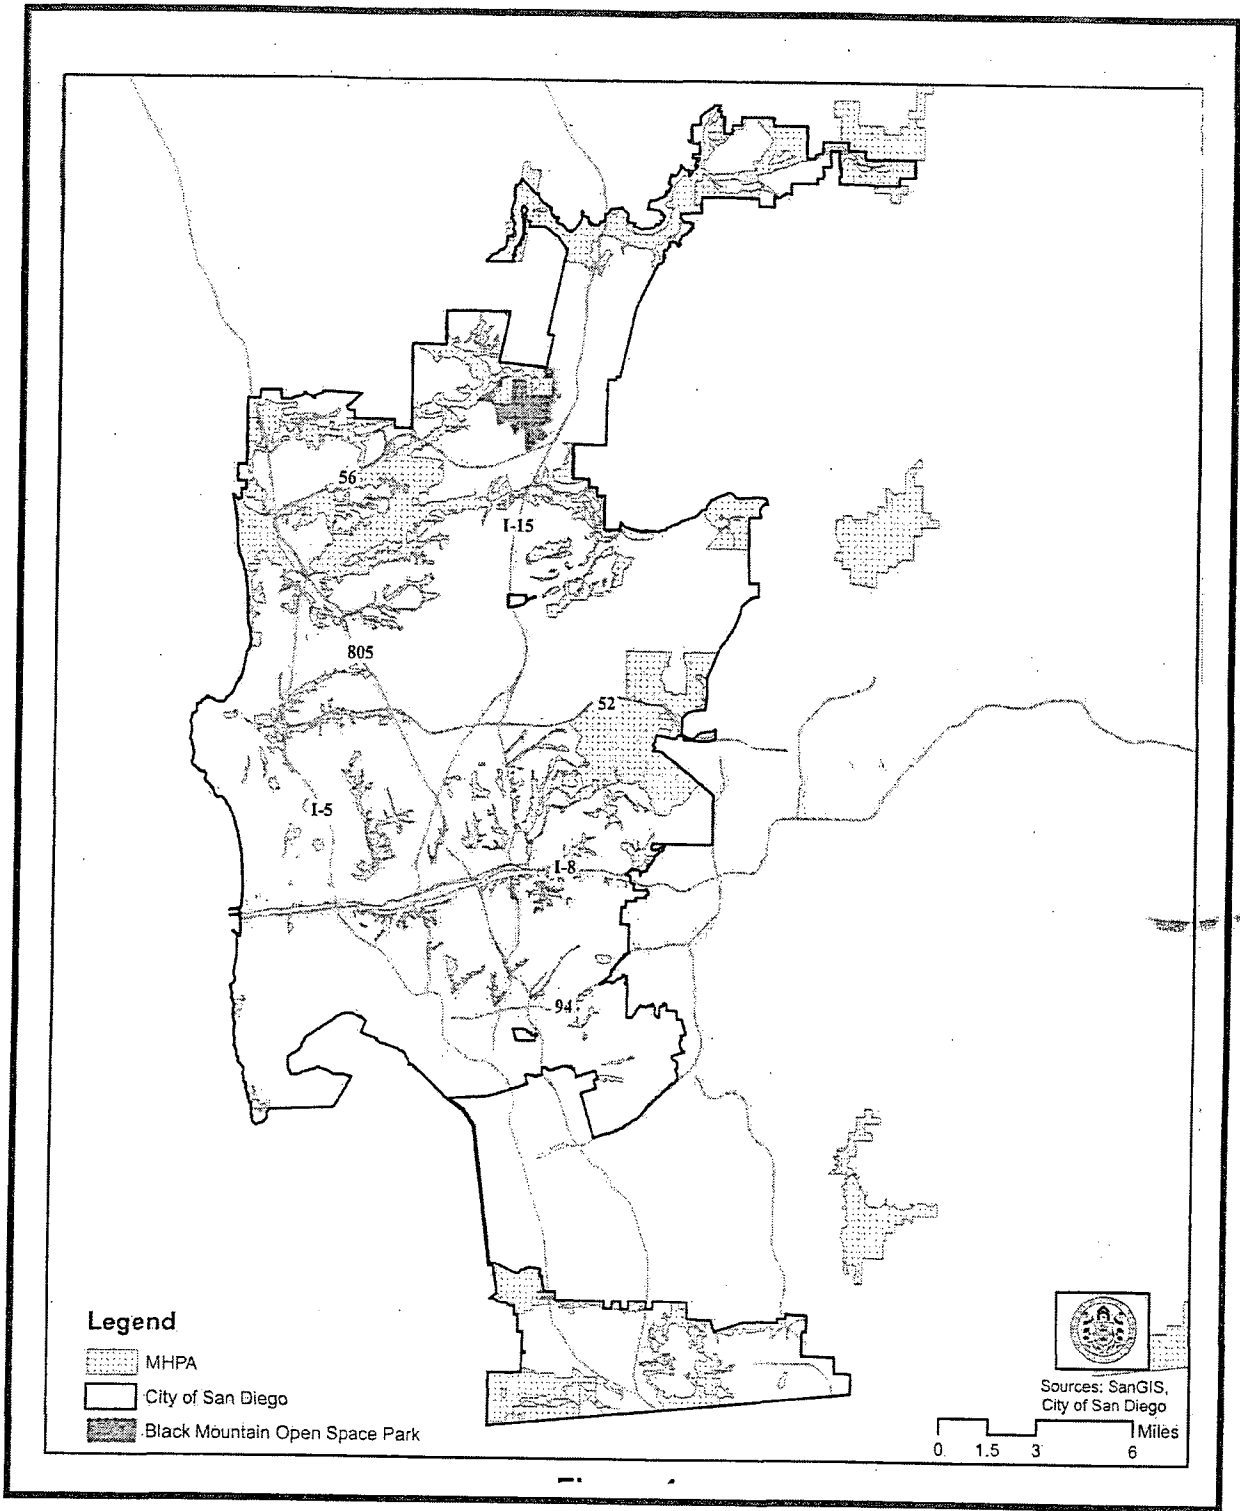 56
I-15
805
52
I-5
I-8
94
Legend
MHPA
City of San Diego
Black Mountain Open Space Park
Sources: SanGIS,
City of San Diego
Miles
0 1.5 3 6